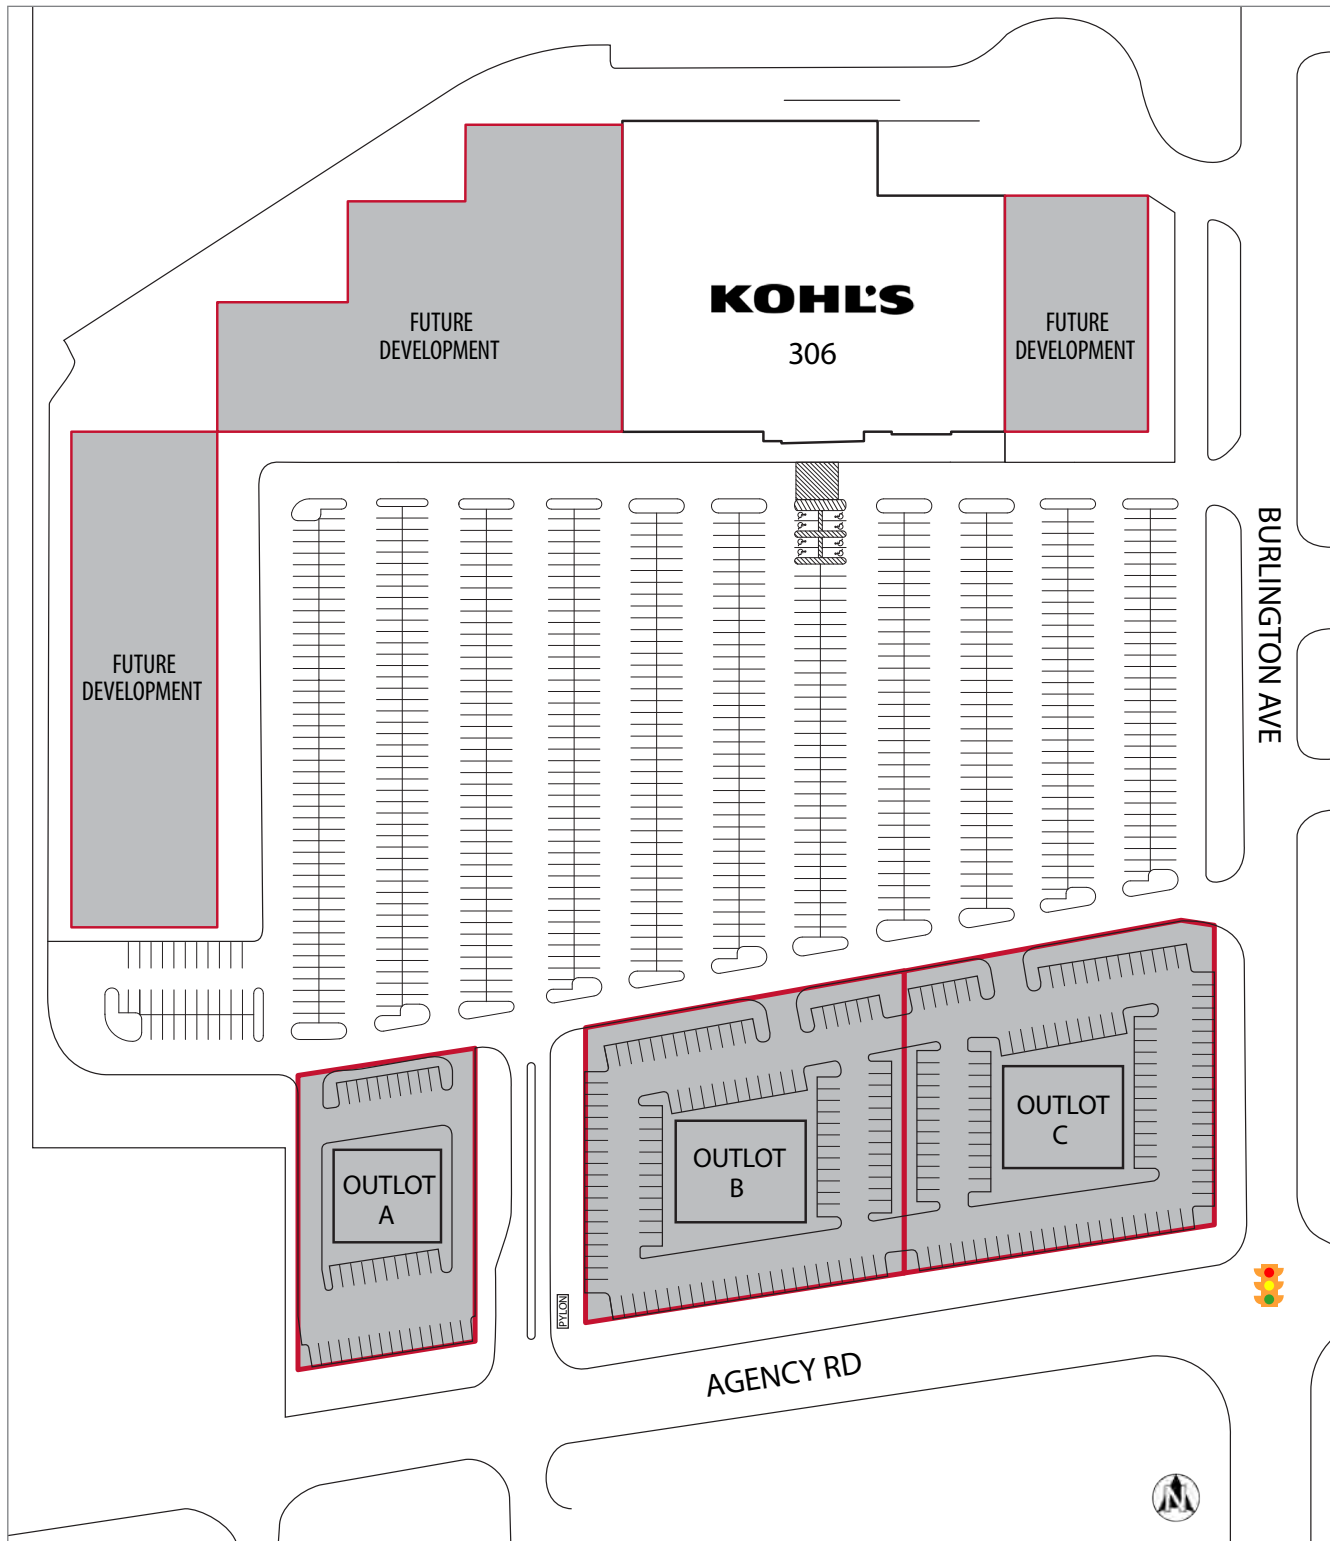 KOHL'S
306
FUTURE
DEVELOPMENT
FUTURE
DEVELOPMENT
FUTURE
DEVELOPMENT
BURLINGTON AVE
OUTLOT
A
OUTLOT
B
OUTLOT
C
PYLON
AGENCY RD
N